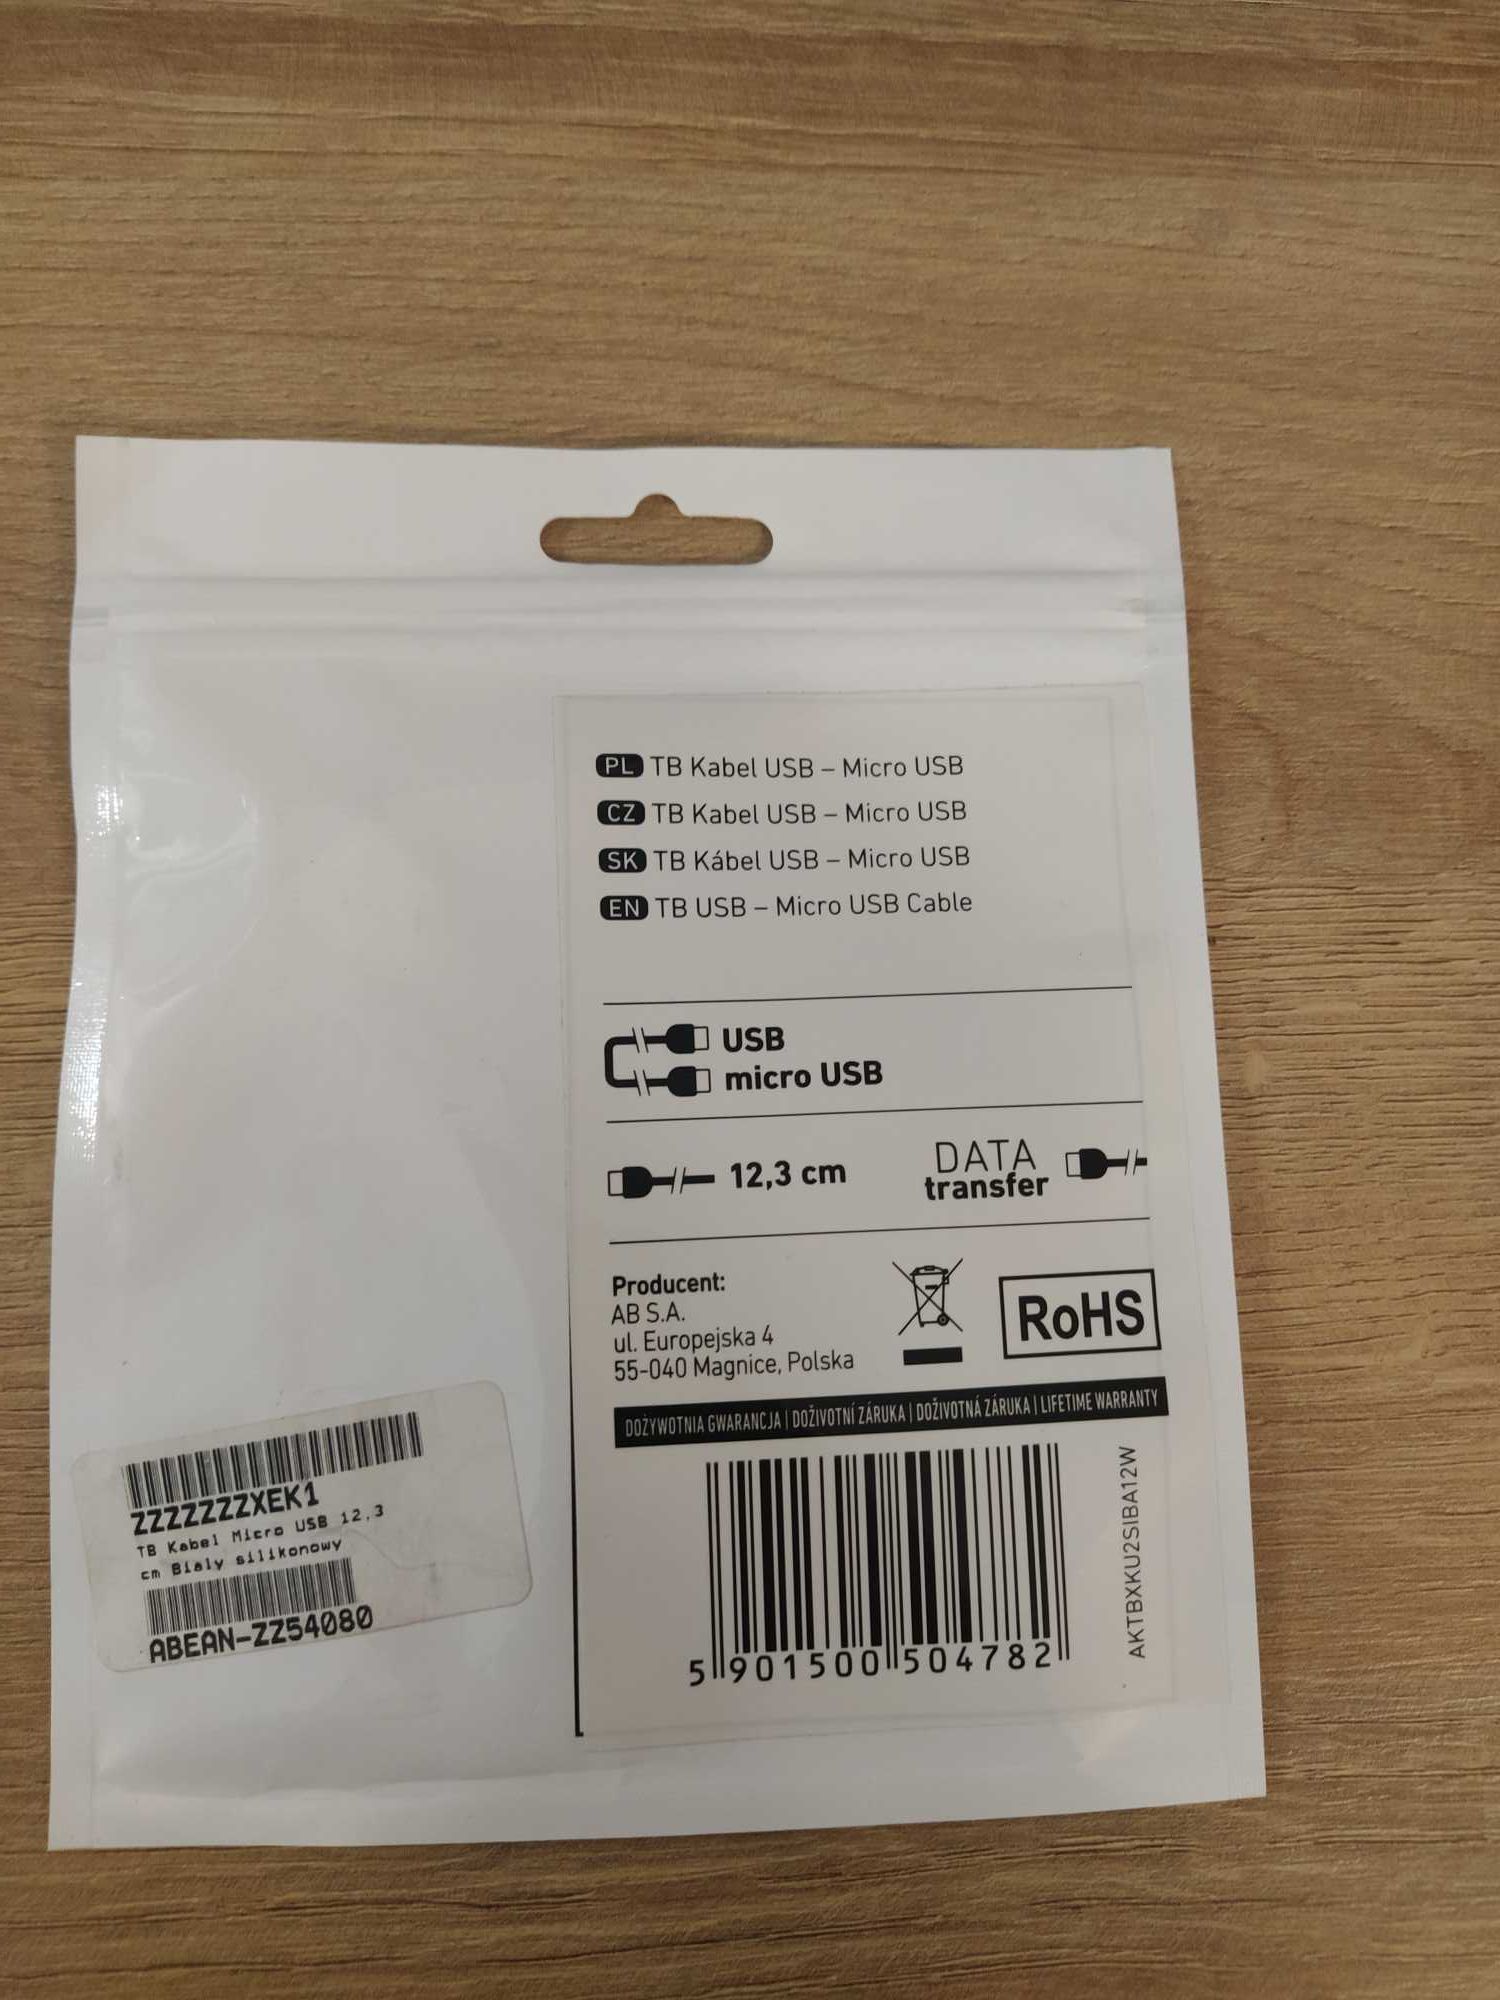 PL TB Kabel USB – Micro USB
CZ TB Kabel USB – Micro USB
SK TB Kábel USB – Micro USB
EN TB USB – Micro USB Cable
USB
micro USB
12,3 cm
DATA
transfer
Producent:
AB S.A.
ul. Europejska 4
55-040 Magnice, Polska
RoHS
DOŻYWOTNIA GWARANCJA | DOŽIVOTNÍ ZÁRUKA | DOŽIVOTNÁ ZÁRUKA | LIFETIME WARRANTY
5 901500 504782
AKTBXKU2SIBA12W
ZZZZZZZXEK1
TB Kabel Micro USB 12.3
cm Bialy silikonowy
ABEAN-ZZ54080